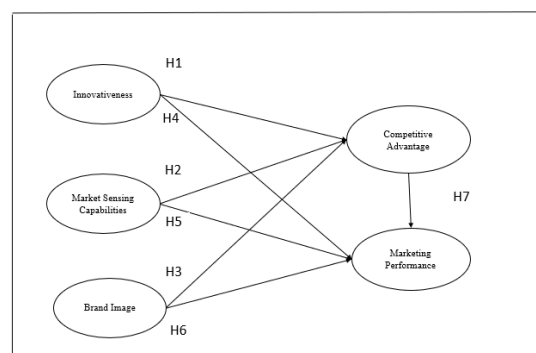 H1
Innovativeness
H4
Competitive
Advantage
H2
Market Sensing
Capabilities
H5
H7
Marketing
Performance
H3
Brand Image
H6